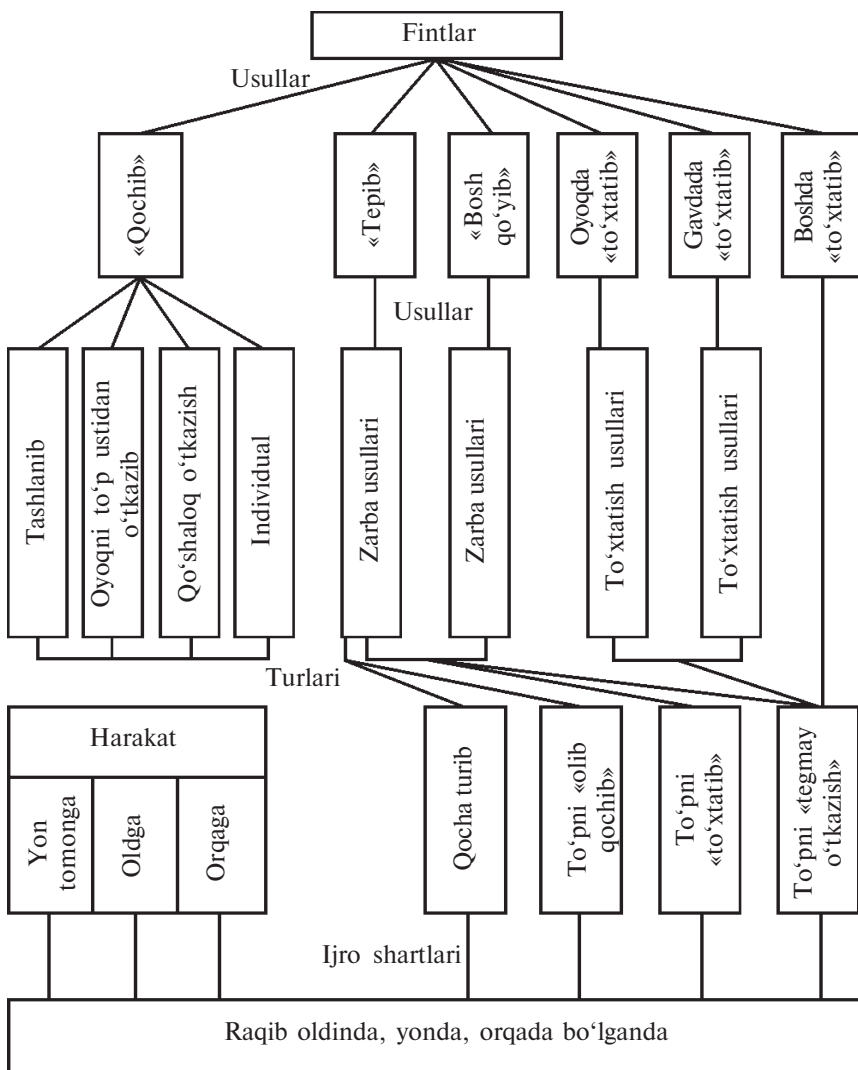 Fintlar
Usullar
«Qochib»
«Tepib»
«Bosh
qo‘yib»
Oyoqda
«to‘xtatib»
Gavdada
«to‘xtatib»
Boshda
«to‘xtatib»
Usullar
Tashlanib
Oyoqni to‘p ustidan
o‘tkazib
Qo‘shaloq o‘tkazish
Individual
Zarba usullari
Zarba usullari
To‘xtatish usullari
To‘xtatish usullari
Turlari
Harakat
Yon
tomonga
Oldga
Orqaga
Qocha turib
To‘pni «olib
qochib»
To‘pni
«to‘xtatib»
To‘pni «tegmay
o‘tkazish»
Ijro shartlari
Raqib oldinda, yonda, orqada bo‘lganda